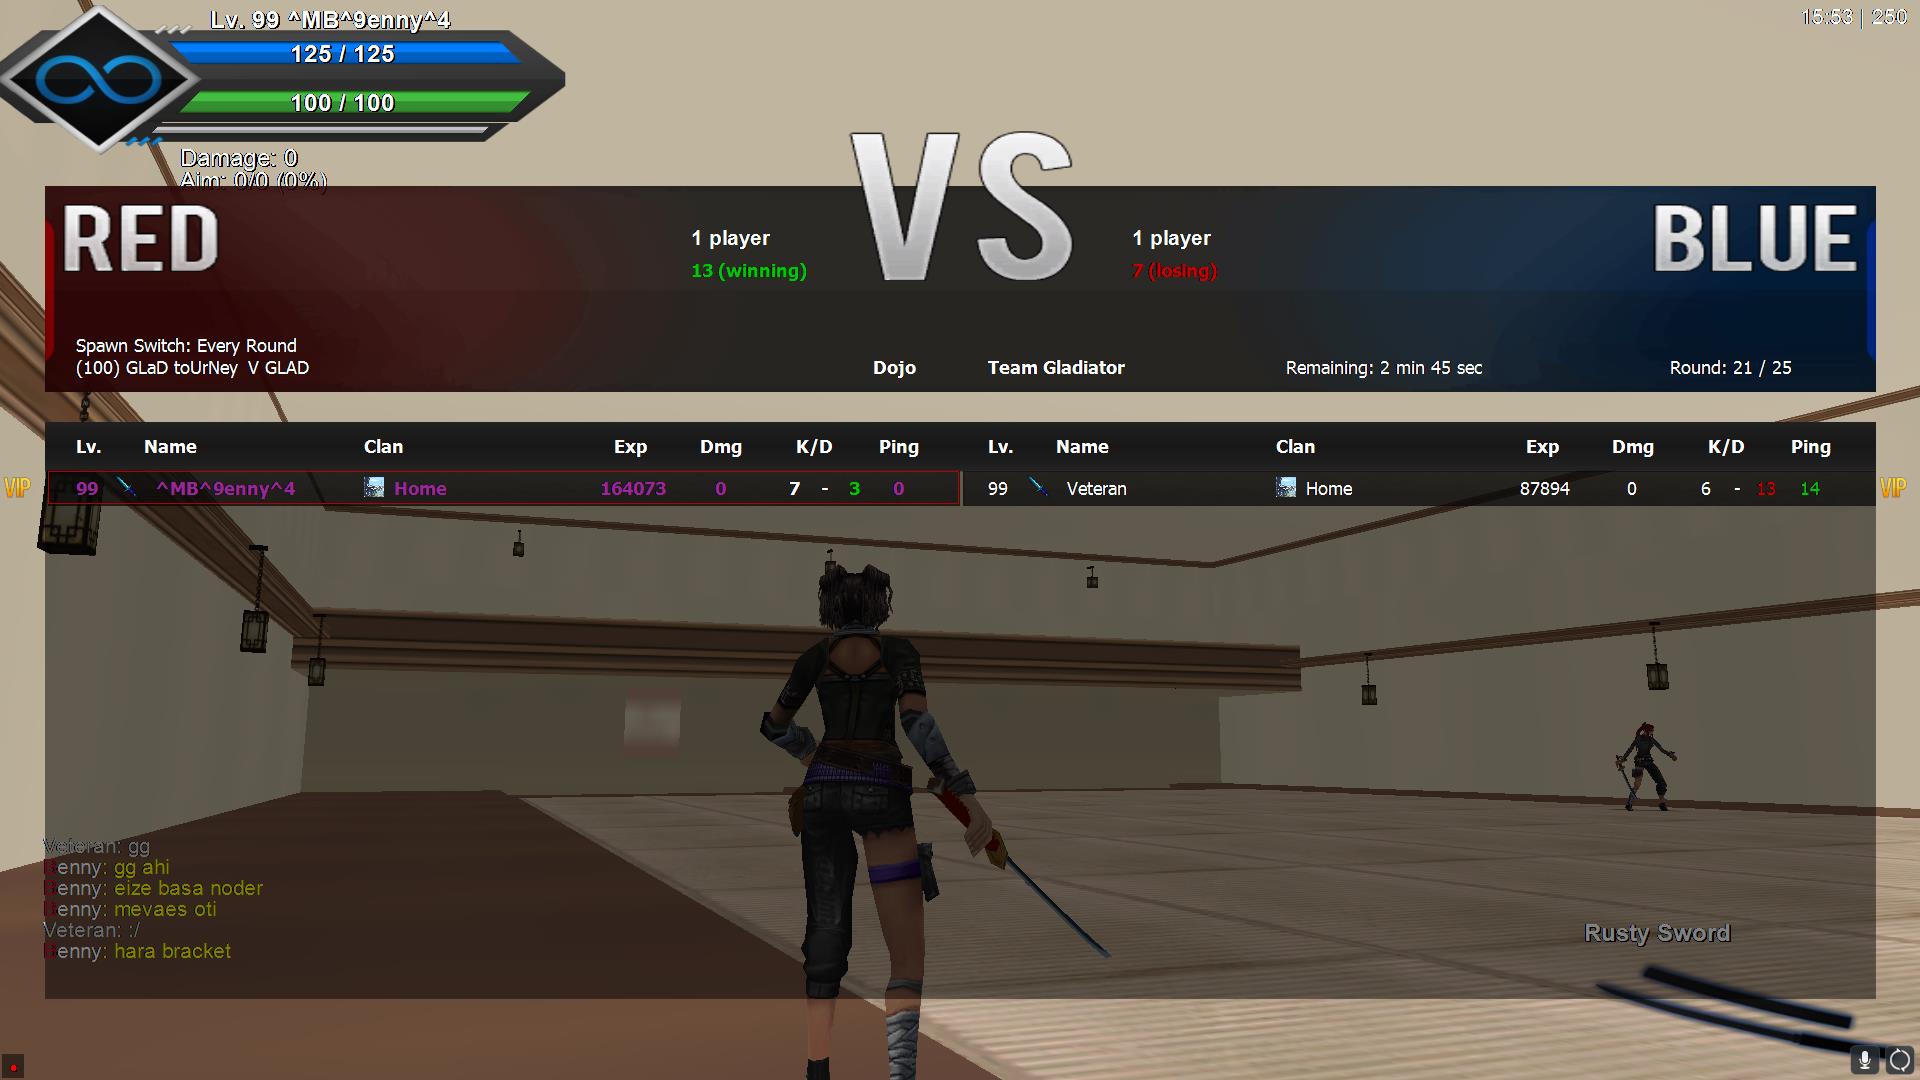 Lv. 99 ^MB^9enny^4
15:53 | 250
125 / 125
100 / 100
Damage: 0
Aim: 0/0 (0%)
VS
RED
BLUE
1 player
1 player
13 (winning)
7 (losing)
Spawn Switch: Every Round
(100) GLaD toUrNey V GLAD
Dojo
Team Gladiator
Remaining: 2 min 45 sec
Round: 21 / 25
Lv. Name Clan Exp Dmg K/D Ping Lv. Name Clan Exp Dmg K/D Ping
VIP 99 ^MB^9enny^4 Home 164073 0 7 - 3 0 99 Veteran Home 87894 0 6 - 13 14 VIP
Veteran: gg
Benny: gg ahi
Benny: eize basa noder
Benny: mevaes oti
Veteran: :/
Benny: hara bracket
Rusty Sword